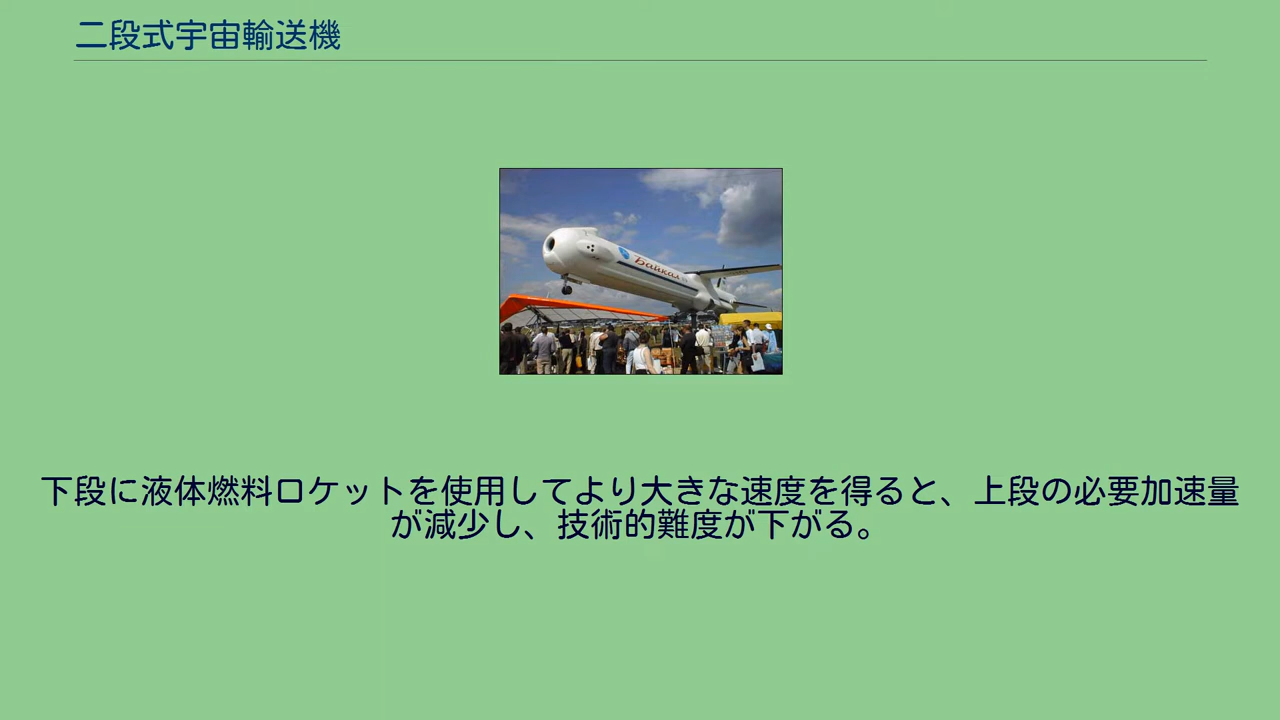 二段式宇宙輸送機
Байкал
下段に液体燃料ロケットを使用してより大きな速度を得ると、上段の必要加速量
が減少し、技術的難度が下がる。